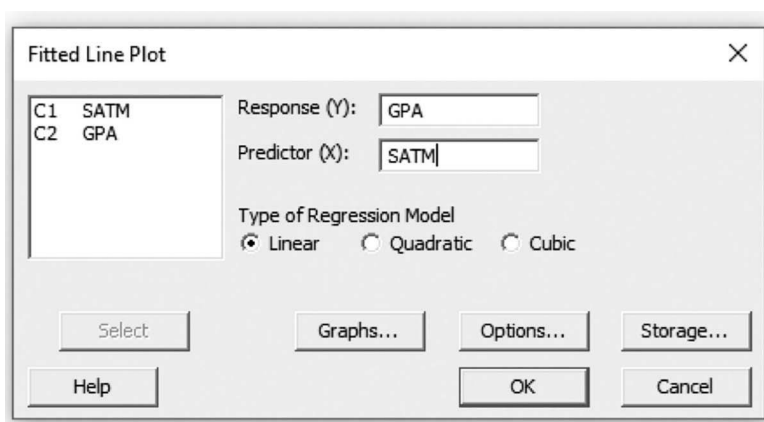 Fitted Line Plot
C1 SATM
C2 GPA
Response (Y): GPA
Predictor (X): SATM
Type of Regression Model
Linear Quadratic Cubic
Select Graphs... Options... Storage...
Help OK Cancel